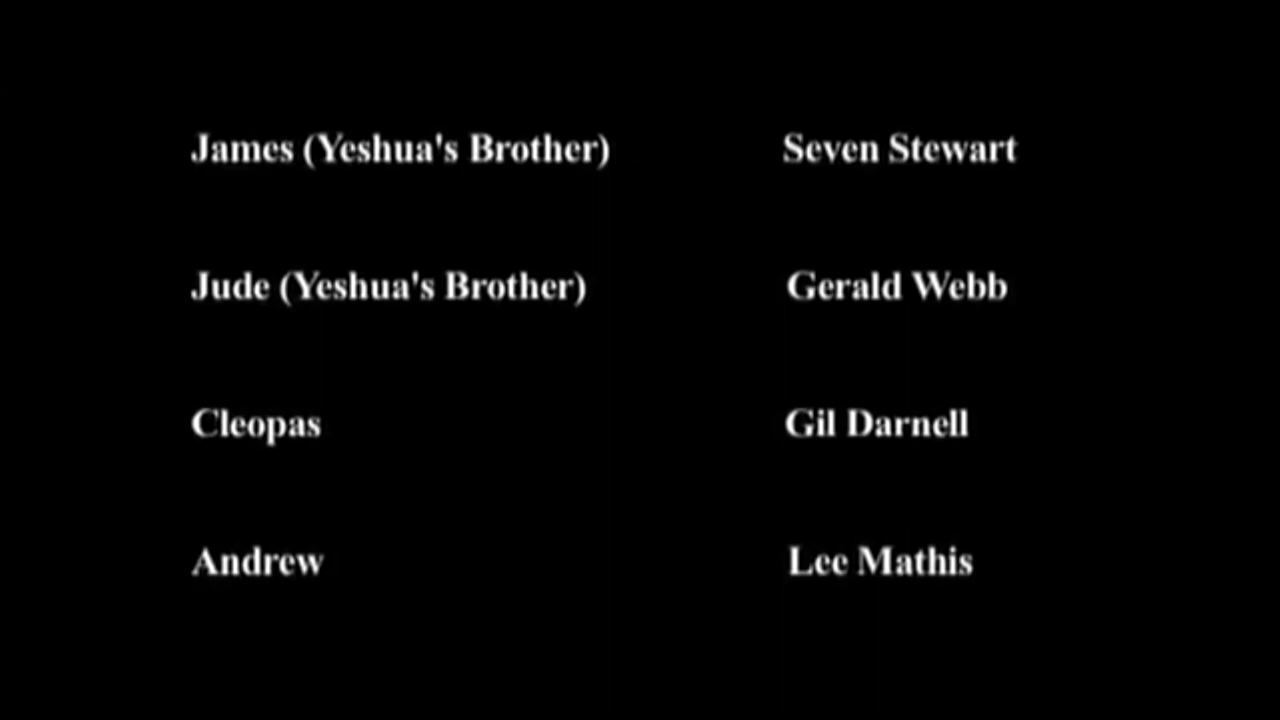 James (Yeshua's Brother) Seven Stewart
Jude (Yeshua's Brother) Gerald Webb
Cleopas Gil Darnell
Andrew Lee Mathis